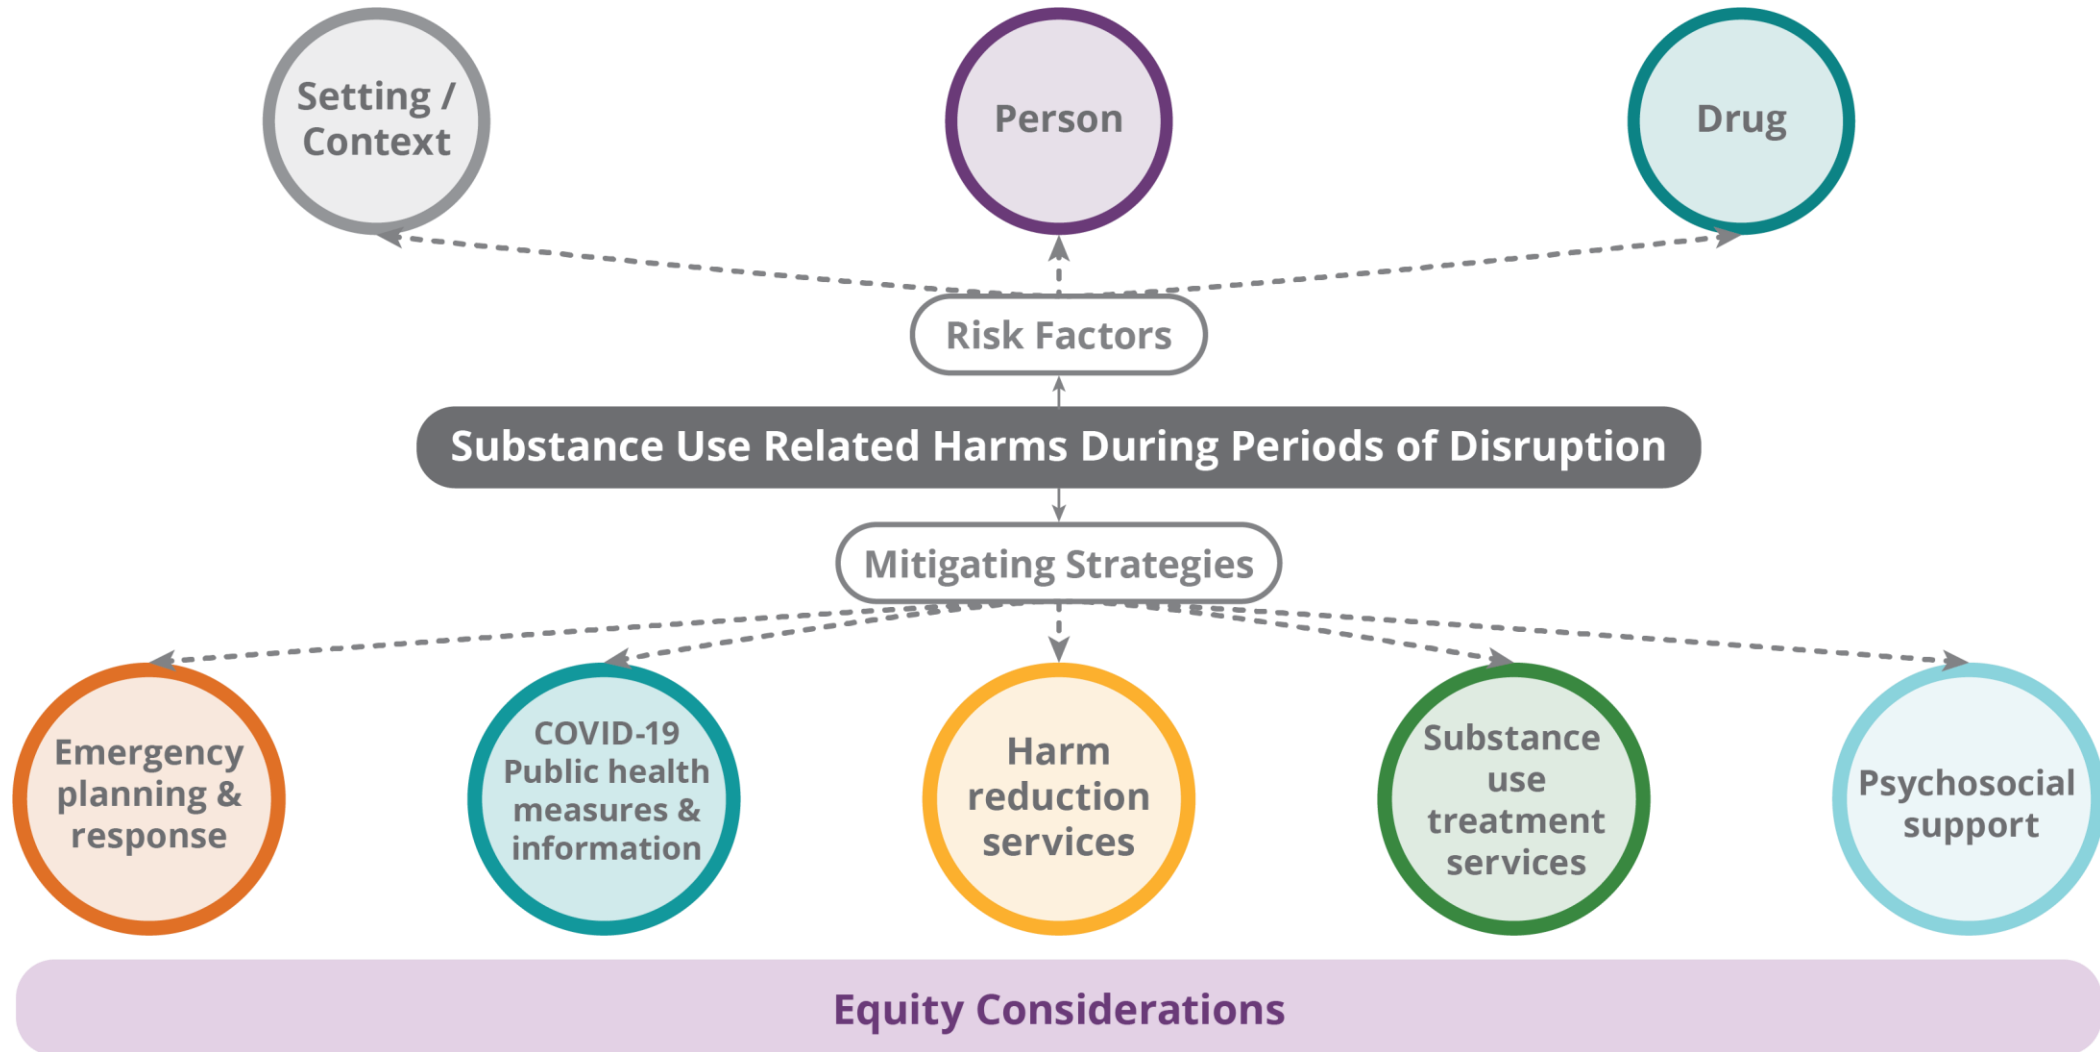 Setting /
Context
Person
Drug
Risk Factors
Substance Use Related Harms During Periods of Disruption
Mitigating Strategies
Emergency
planning &
response
COVID-19
Public health
measures &
information
Harm
reduction
services
Substance
use
treatment
services
Psychosocial
support
Equity Considerations